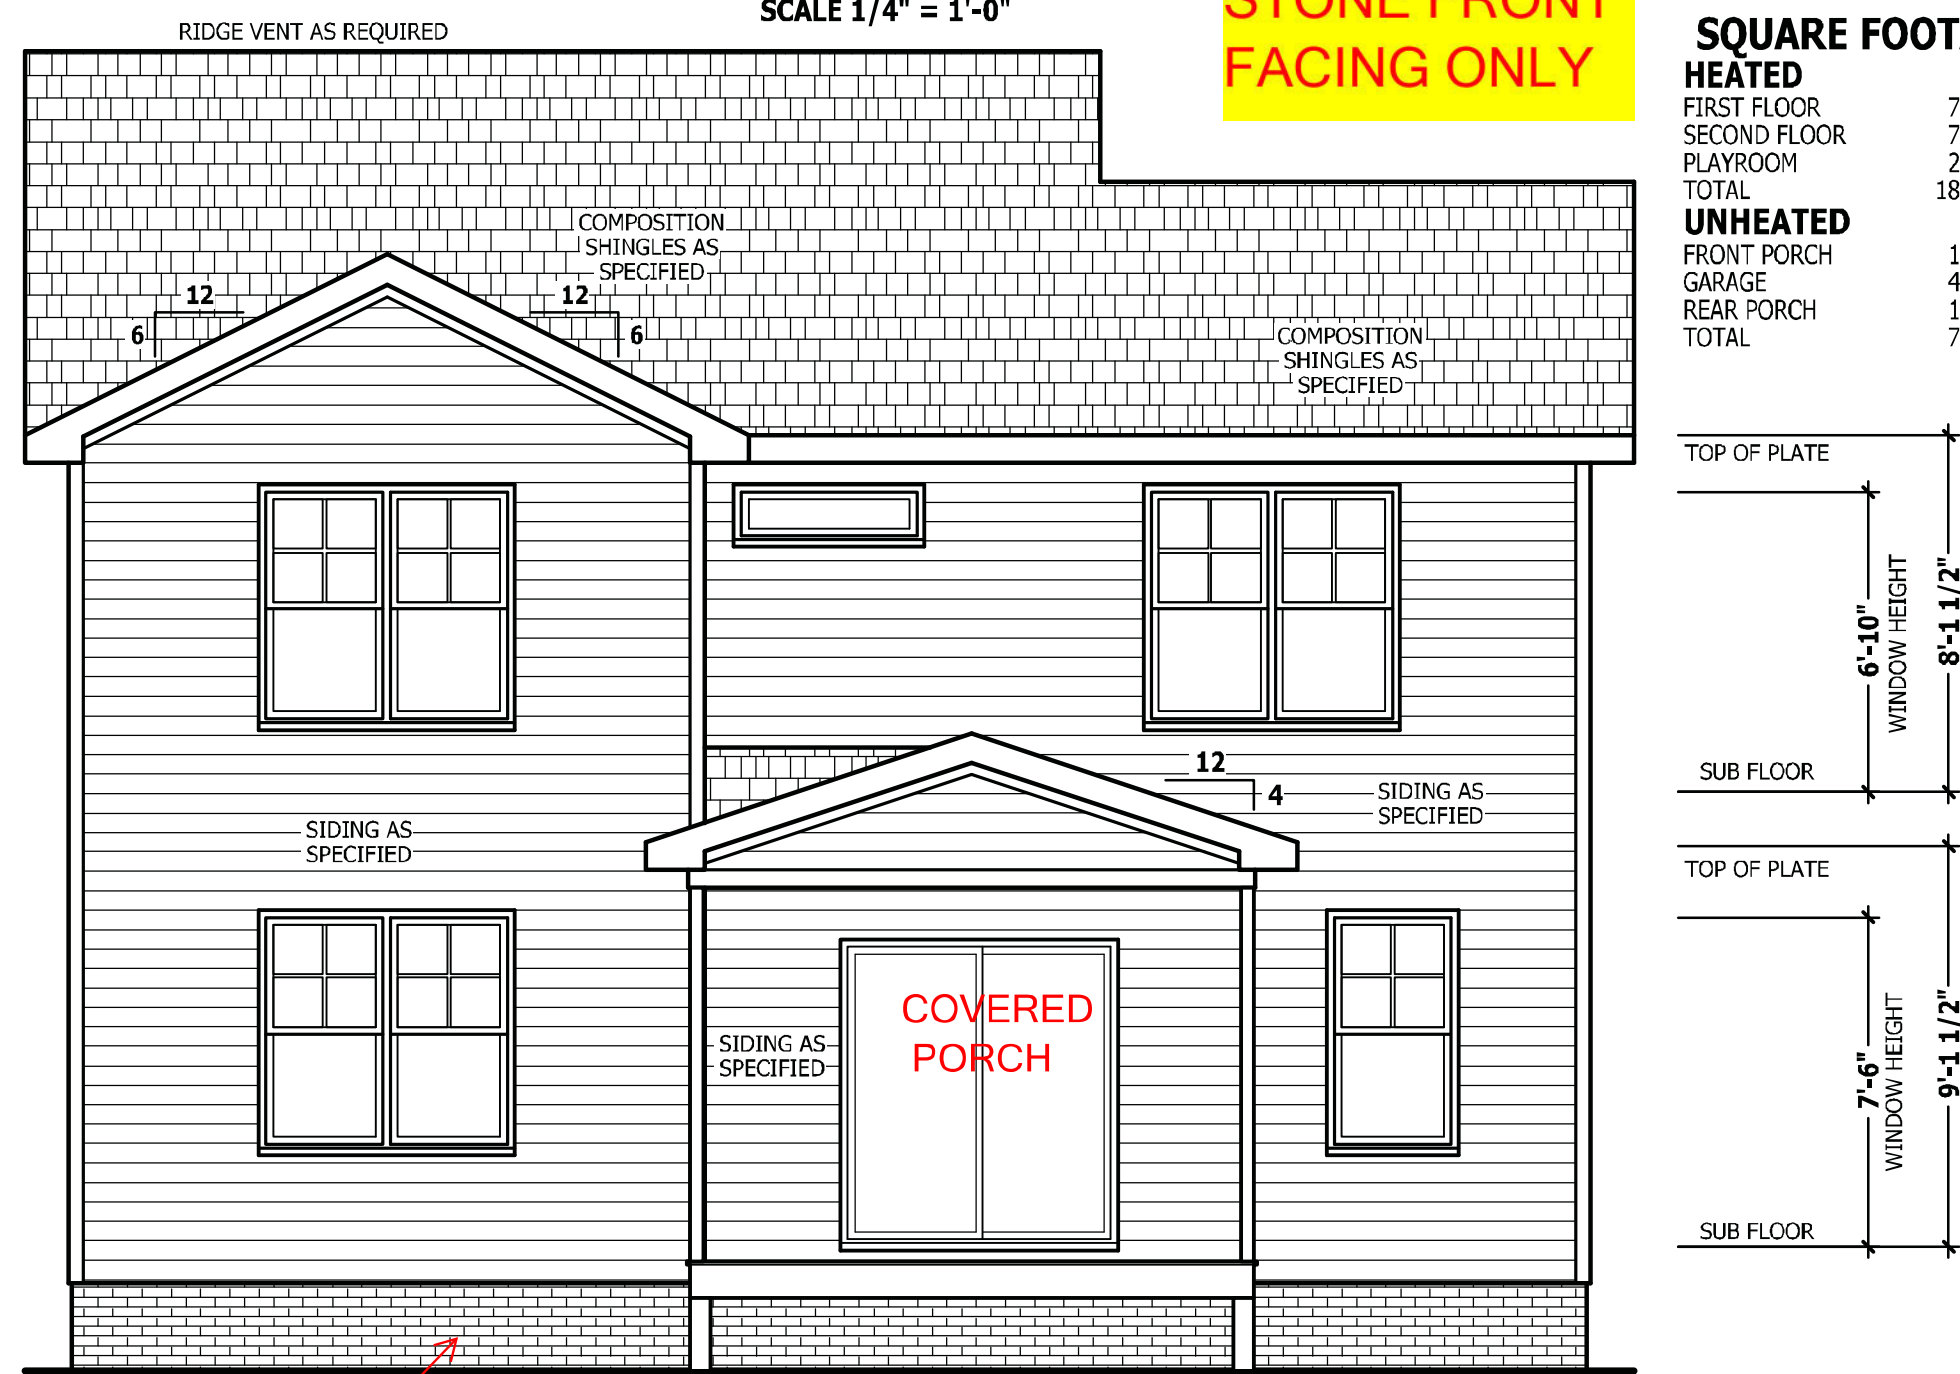 SCALE 1/4" = 1'-0"
STONE FRONT
FACING ONLY
RIDGE VENT AS REQUIRED
COMPOSITION
SHINGLES AS
SPECIFIED
12
6
12
6
COMPOSITION
SHINGLES AS
SPECIFIED
12
4
SIDING AS
SPECIFIED
SIDING AS
SPECIFIED
SIDING AS
SPECIFIED
COVERED
PORCH
HEATED
SQUARE
FIRST FLOOR
SECOND FLOOR
PLAYROOM
TOTAL
UNHEATED
FRONT PORCH
GARAGE
REAR PORCH
TOTAL
TOP OF PLATE
6'-10"
WINDOW HEIGHT
8'-1 1/2"
SUB FLOOR
TOP OF PLATE
7'-6"
WINDOW HEIGHT
9'-1 1/2"
SUB FLOOR